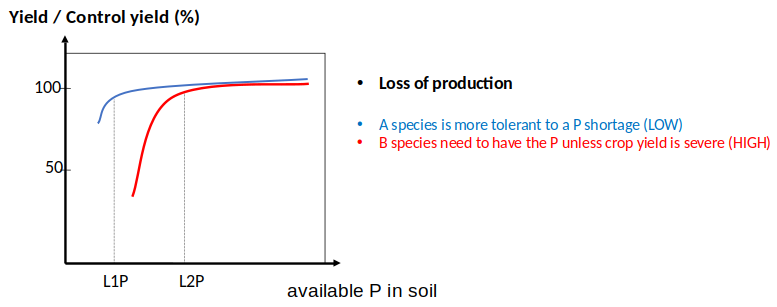 Yield / Control yield (%)
100
50
L1P
L2P
available P in soil
• Loss of production
• A species is more tolerant to a P shortage (LOW)
• B species need to have the P unless crop yield is severe (HIGH)